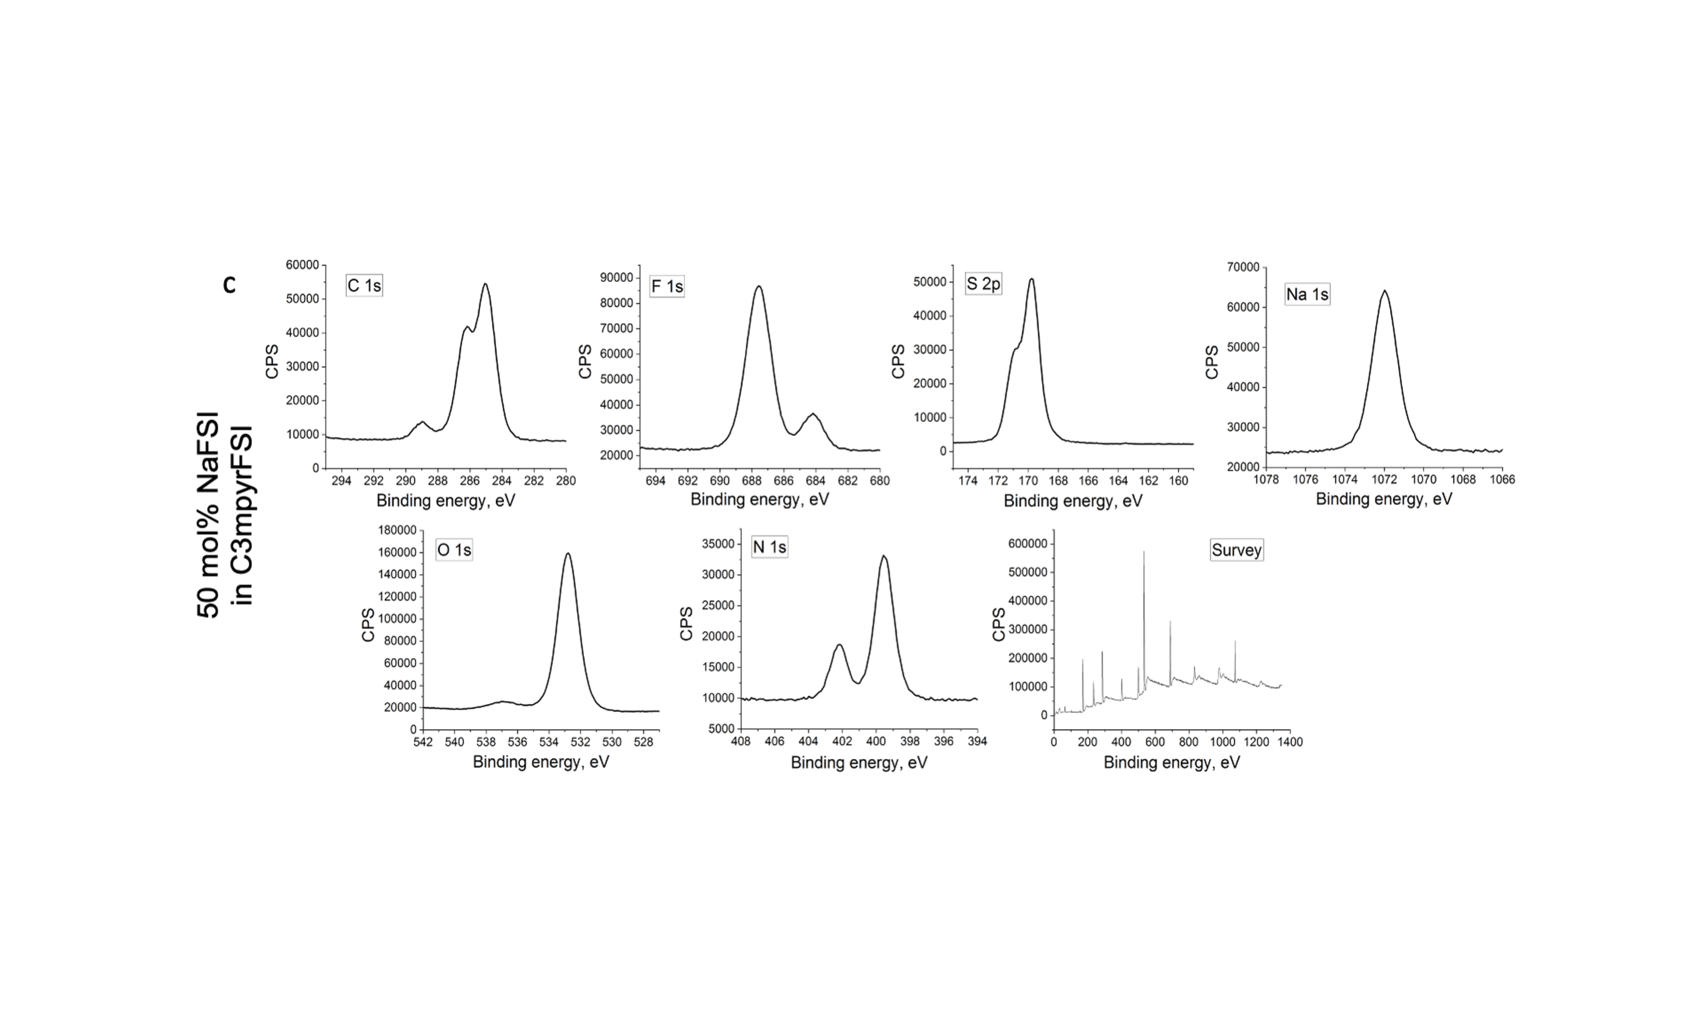 c
50 mol% NaFSI
in C3mpyrFSI
C 1s
CPS
60000
50000
40000
30000
20000
10000
0
294 292 290 288 286 284 282 280
Binding energy, eV
F 1s
CPS
90000
80000
70000
60000
50000
40000
30000
20000
694 692 690 688 686 684 682 680
Binding energy, eV
S 2p
CPS
50000
40000
30000
20000
10000
0
174 172 170 168 166 164 162 160
Binding energy, eV
Na 1s
CPS
70000
60000
50000
40000
30000
20000
1078 1076 1074 1072 1070 1068 1066
Binding energy, eV
O 1s
CPS
180000
160000
140000
120000
100000
80000
60000
40000
20000
0
542 540 538 536 534 532 530 528
Binding energy, eV
N 1s
CPS
35000
30000
25000
20000
15000
10000
5000
408 406 404 402 400 398 396 394
Binding energy, eV
Survey
CPS
600000
500000
400000
300000
200000
100000
0
0 200 400 600 800 1000 1200 1400
Binding energy, eV